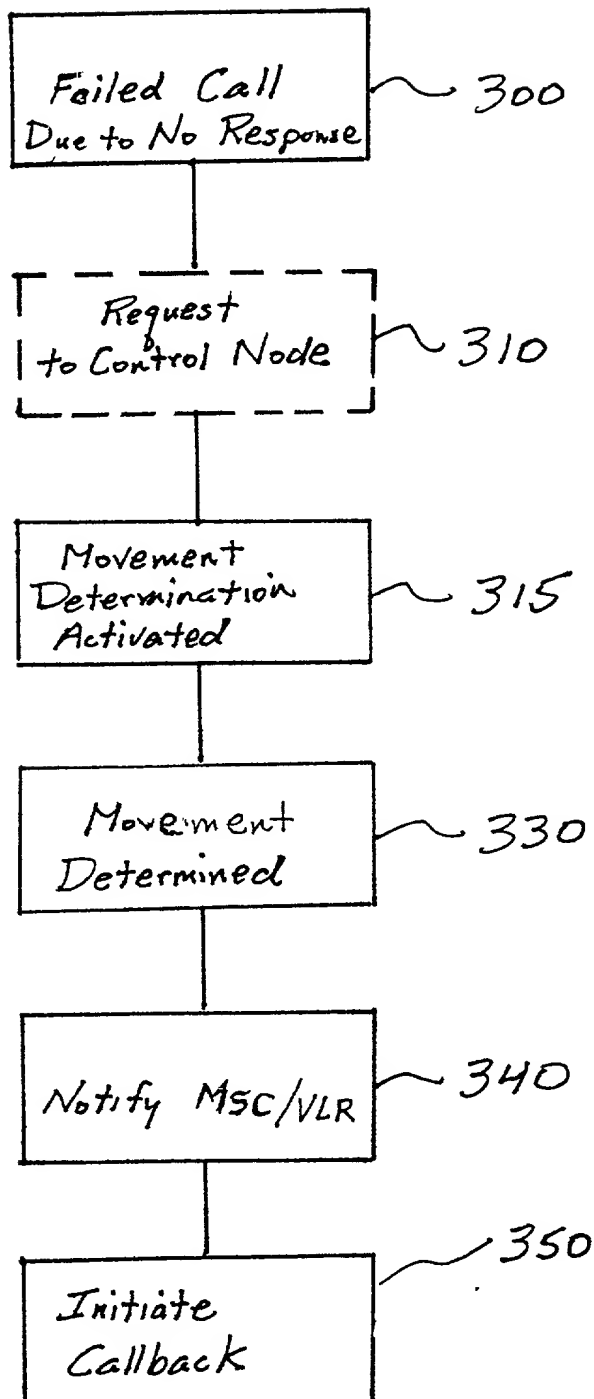 Failed Call
Due to No Response
300
Request
to Control Node
310
Movement
Determination
Activated
315
Movement
Determined
330
Notify MSC/VLR
340
350
Initiate
Callback